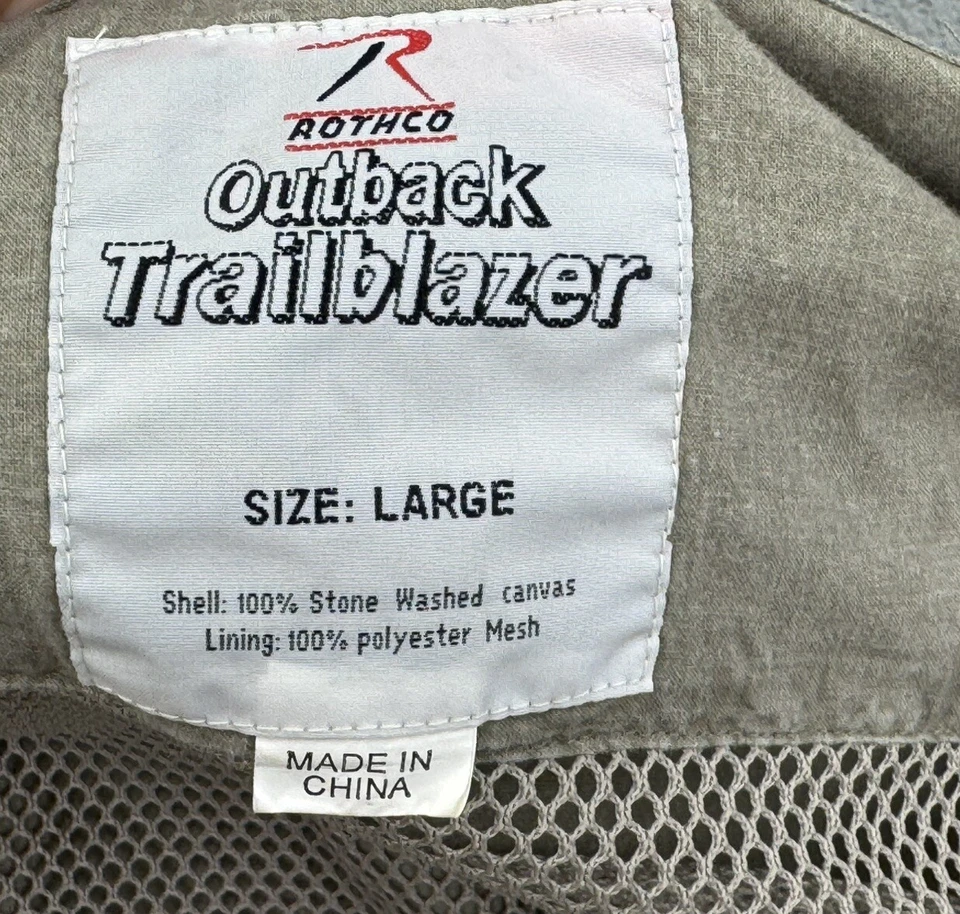 ROTHCO
Outback
Trailblazer
SIZE: LARGE
Shell: 100% Stone Washed canvas
Lining: 100% polyester Mesh
MADE IN
CHINA